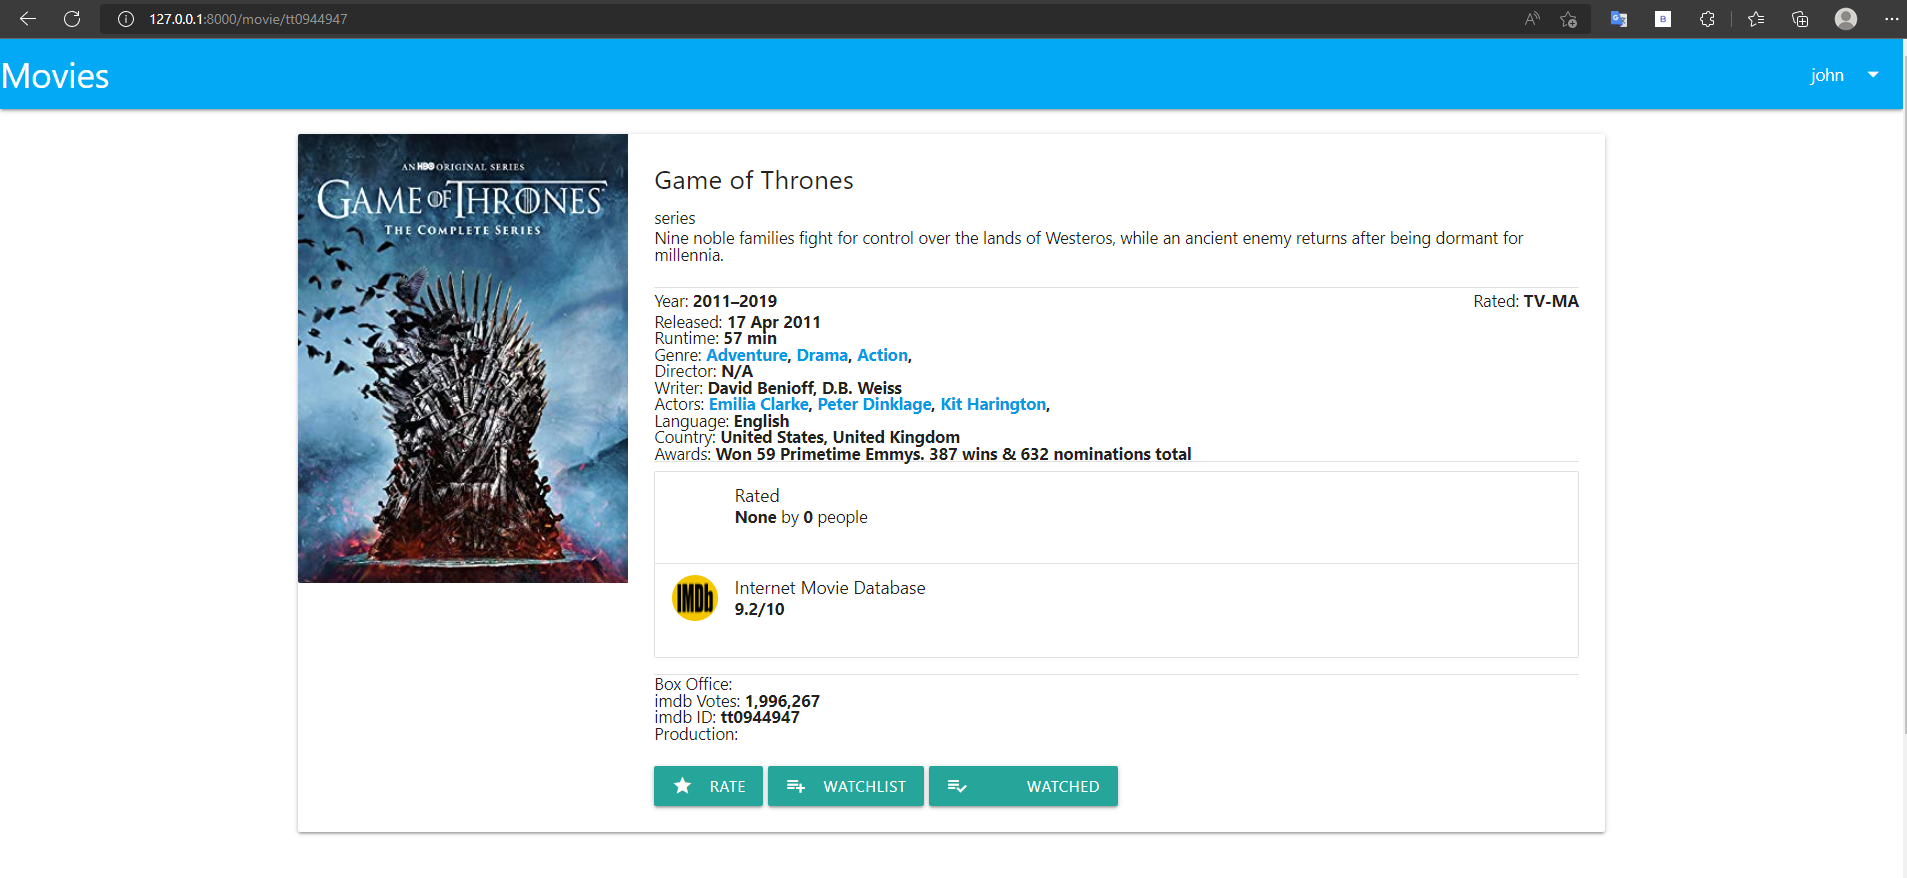 127.0.0.1:8000/movie/tt0944947
Movies
john
AN HBO ORIGINAL SERIES
GAME OF THRONES
THE COMPLETE SERIES
Game of Thrones
series
Nine noble families fight for control over the lands of Westeros, while an ancient enemy returns after being dormant for
millennia.
Year: 2011–2019
Rated: TV-MA
Released: 17 Apr 2011
Runtime: 57 min
Genre: Adventure, Drama, Action,
Director: N/A
Writer: David Benioff, D.B. Weiss
Actors: Emilia Clarke, Peter Dinklage, Kit Harington,
Language: English
Country: United States, United Kingdom
Awards: Won 59 Primetime Emmys. 387 wins & 632 nominations total
Rated
None by 0 people
IMDb
Internet Movie Database
9.2/10
Box Office:
imdb Votes: 1,996,267
imdb ID: tt0944947
Production:
RATE
WATCHLIST
WATCHED